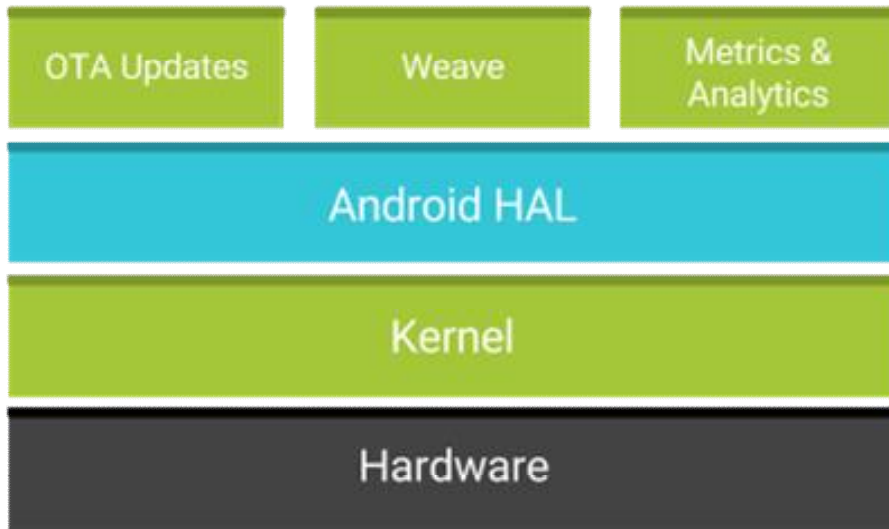 OTA Updates
Weave
Metrics &
Analytics
Android HAL
Kernel
Hardware